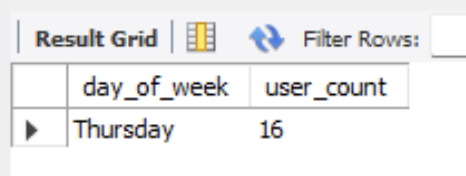 Result Grid Filter Rows:
day_of_week user_count
Thursday 16